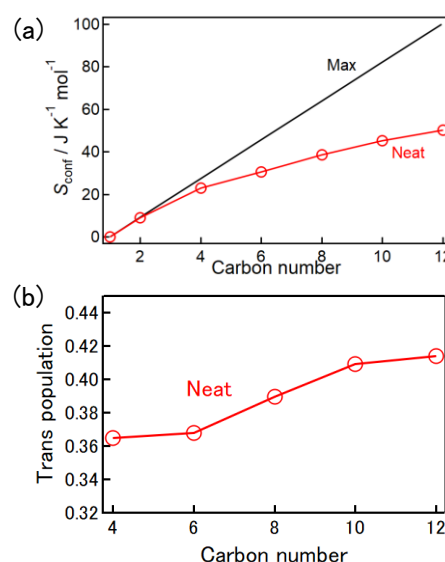 (a)
100
80
60
40
20
0
S_conf / J K⁻¹ mol⁻¹
Max
Neat
2 4 6 8 10 12
Carbon number
(b)
0.44
0.42
0.40
0.38
0.36
0.34
0.32
Trans population
Neat
4 6 8 10 12
Carbon number